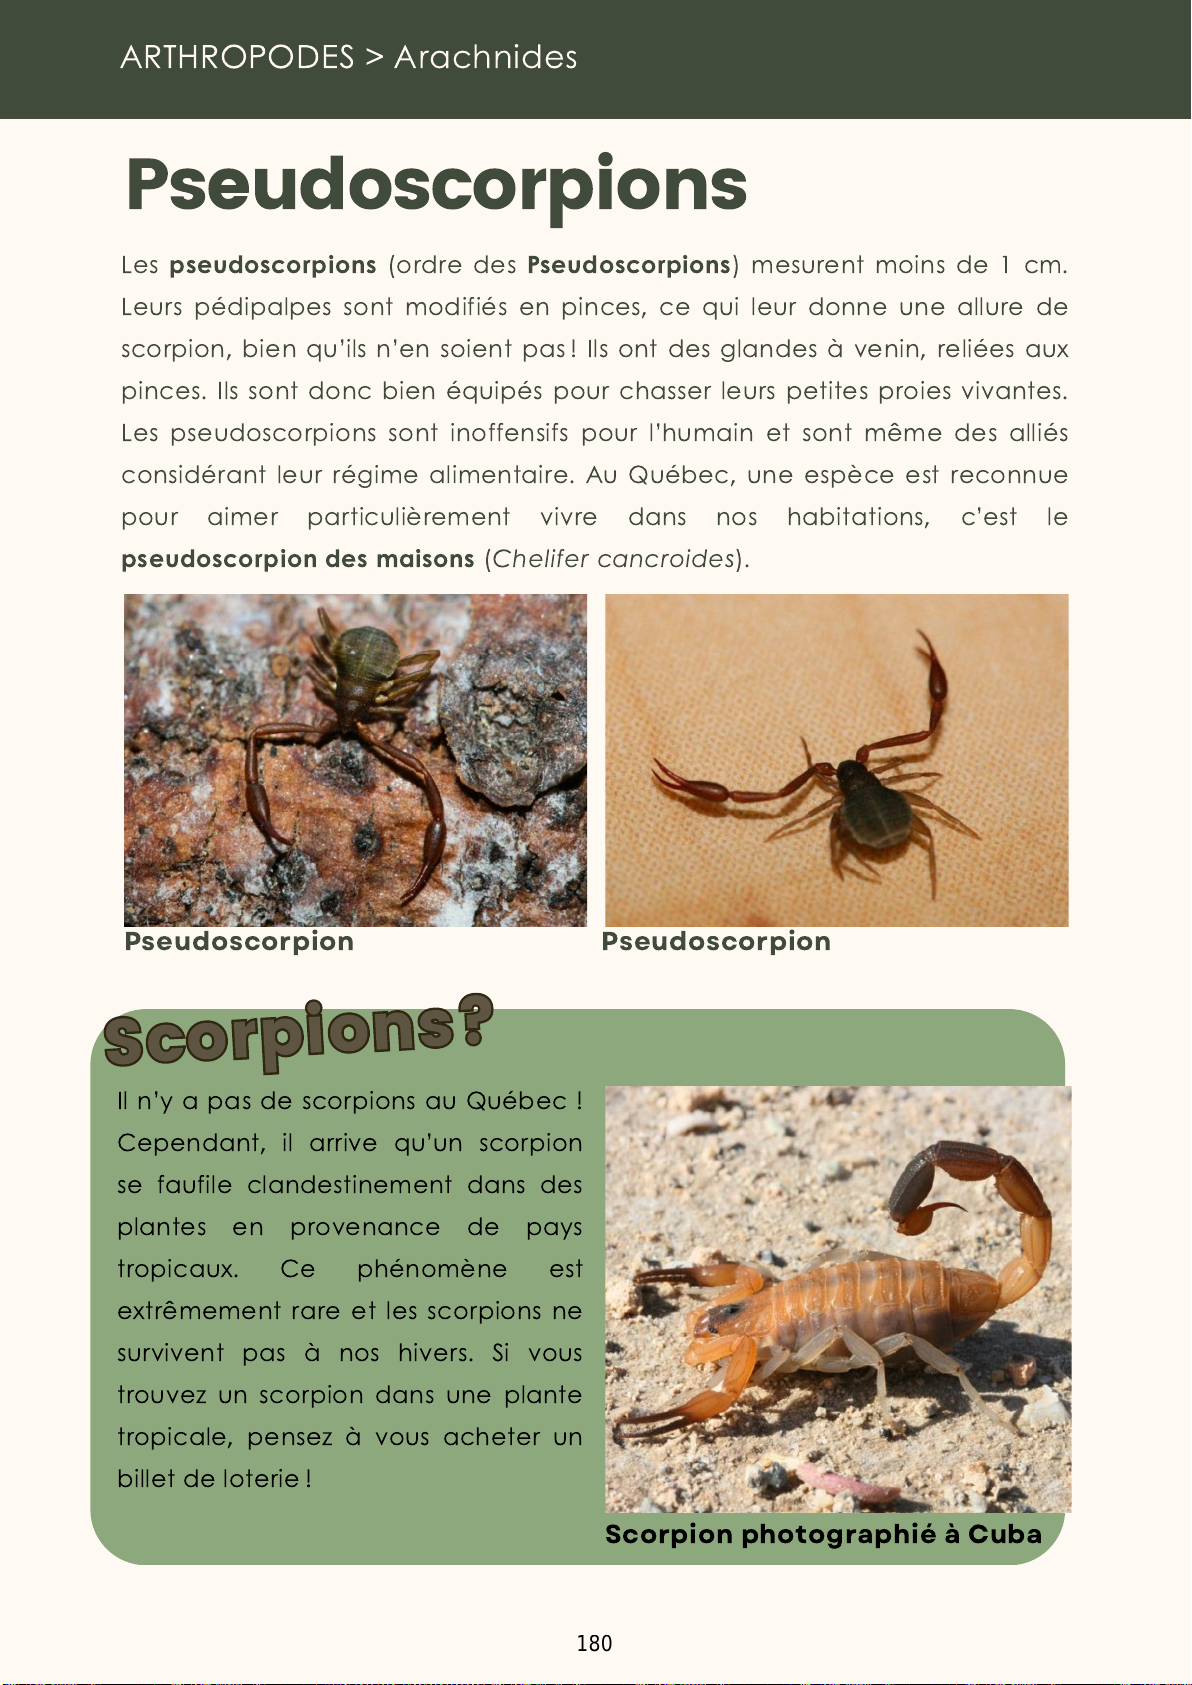 ARTHROPODES > Arachnides
Pseudoscorpions
Les pseudoscorpions (ordre des Pseudoscorpions) mesurent moins de 1 cm.
Leurs pédipalpes sont modifiés en pinces, ce qui leur donne une allure de
scorpion, bien qu'ils n'en soient pas ! Ils ont des glandes à venin, reliées aux
pinces. Ils sont donc bien équipés pour chasser leurs petites proies vivantes.
Les pseudoscorpions sont inoffensifs pour l'humain et sont même des alliés
considérant leur régime alimentaire. Au Québec, une espèce est reconnue
pour aimer particulièrement vivre dans nos habitations, c'est le
pseudoscorpion des maisons (Chelifer cancroides).
Pseudoscorpion
Pseudoscorpion
Scorpions?
Il n'y a pas de scorpions au Québec !
Cependant, il arrive qu'un scorpion
se faufile clandestinement dans des
plantes en provenance de pays
tropicaux. Ce phénomène est
extrêmement rare et les scorpions ne
survivent pas à nos hivers. Si vous
trouvez un scorpion dans une plante
tropicale, pensez à vous acheter un
billet de loterie !
Scorpion photographié à Cuba
180